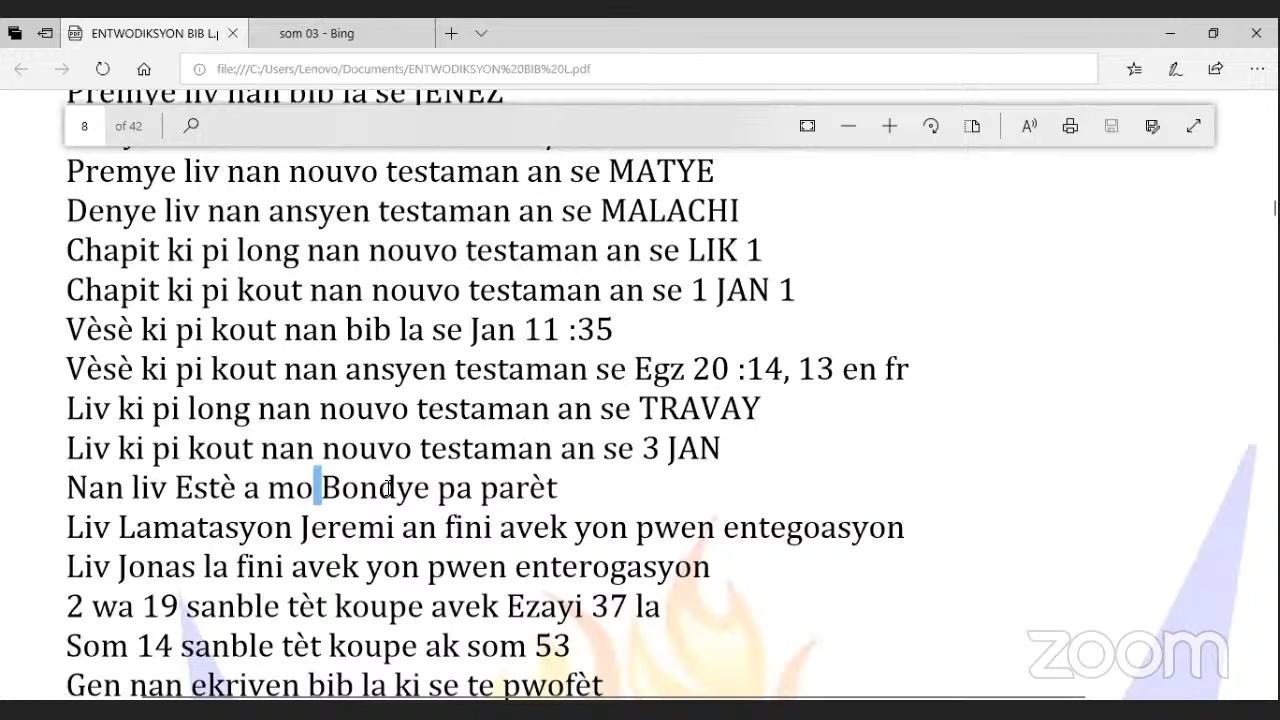 ENTWODIKSYON BIB L.p
som 03 - Bing
file:///C:/Users/Lenovo/Documents/ENTWODIKSYON%20BIB%20L.pdf
Premye liv nan bib la se JENEZ
8 of 42
Premye liv nan nouvo testaman an se MATYE
Denye liv nan ansyen testaman an se MALACHI
Chapit ki pi long nan nouvo testaman an se LIK 1
Chapit ki pi kout nan nouvo testaman an se 1 JAN 1
Vèsè ki pi kout nan bib la se Jan 11 :35
Vèsè ki pi kout nan ansyen testaman se Egz 20 :14, 13 en fr
Liv ki pi long nan nouvo testaman an se TRAVAY
Liv ki pi kout nan nouvo testaman an se 3 JAN
Nan liv Estè a mo Bondye pa parèt
Liv Lamatasyon Jeremi an fini avek yon pwen entegoasyon
Liv Jonas la fini avek yon pwen enterogasyon
2 wa 19 sanble tèt koupe avek Ezayi 37 la
Som 14 sanble tèt koupe ak som 53
Gen nan ekriven bib la ki se te pwofèt
zoom